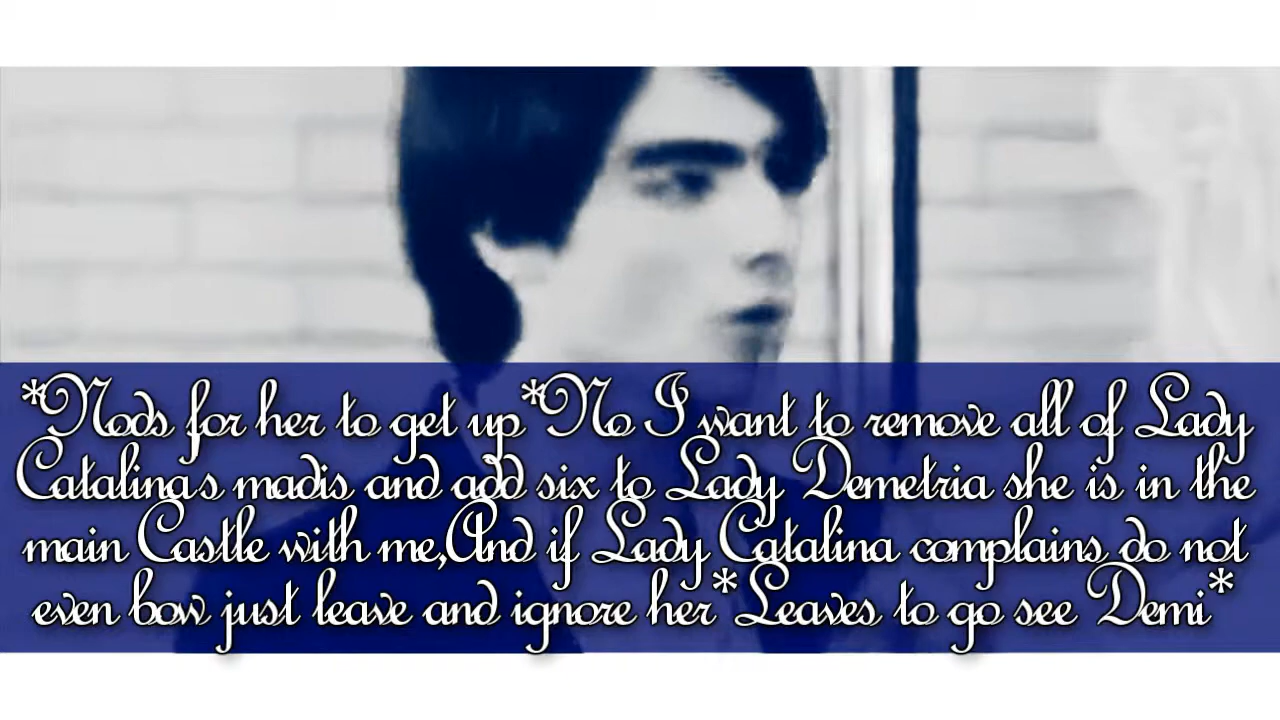 *Nods for her to get up*No I want to remove all of Lady
Catalina,s madis and add six to Lady Demetria she is in the
main Castle with me,And if Lady Catalina complains do not
even bow just leave and ignore her*Leaves to go see Demi*